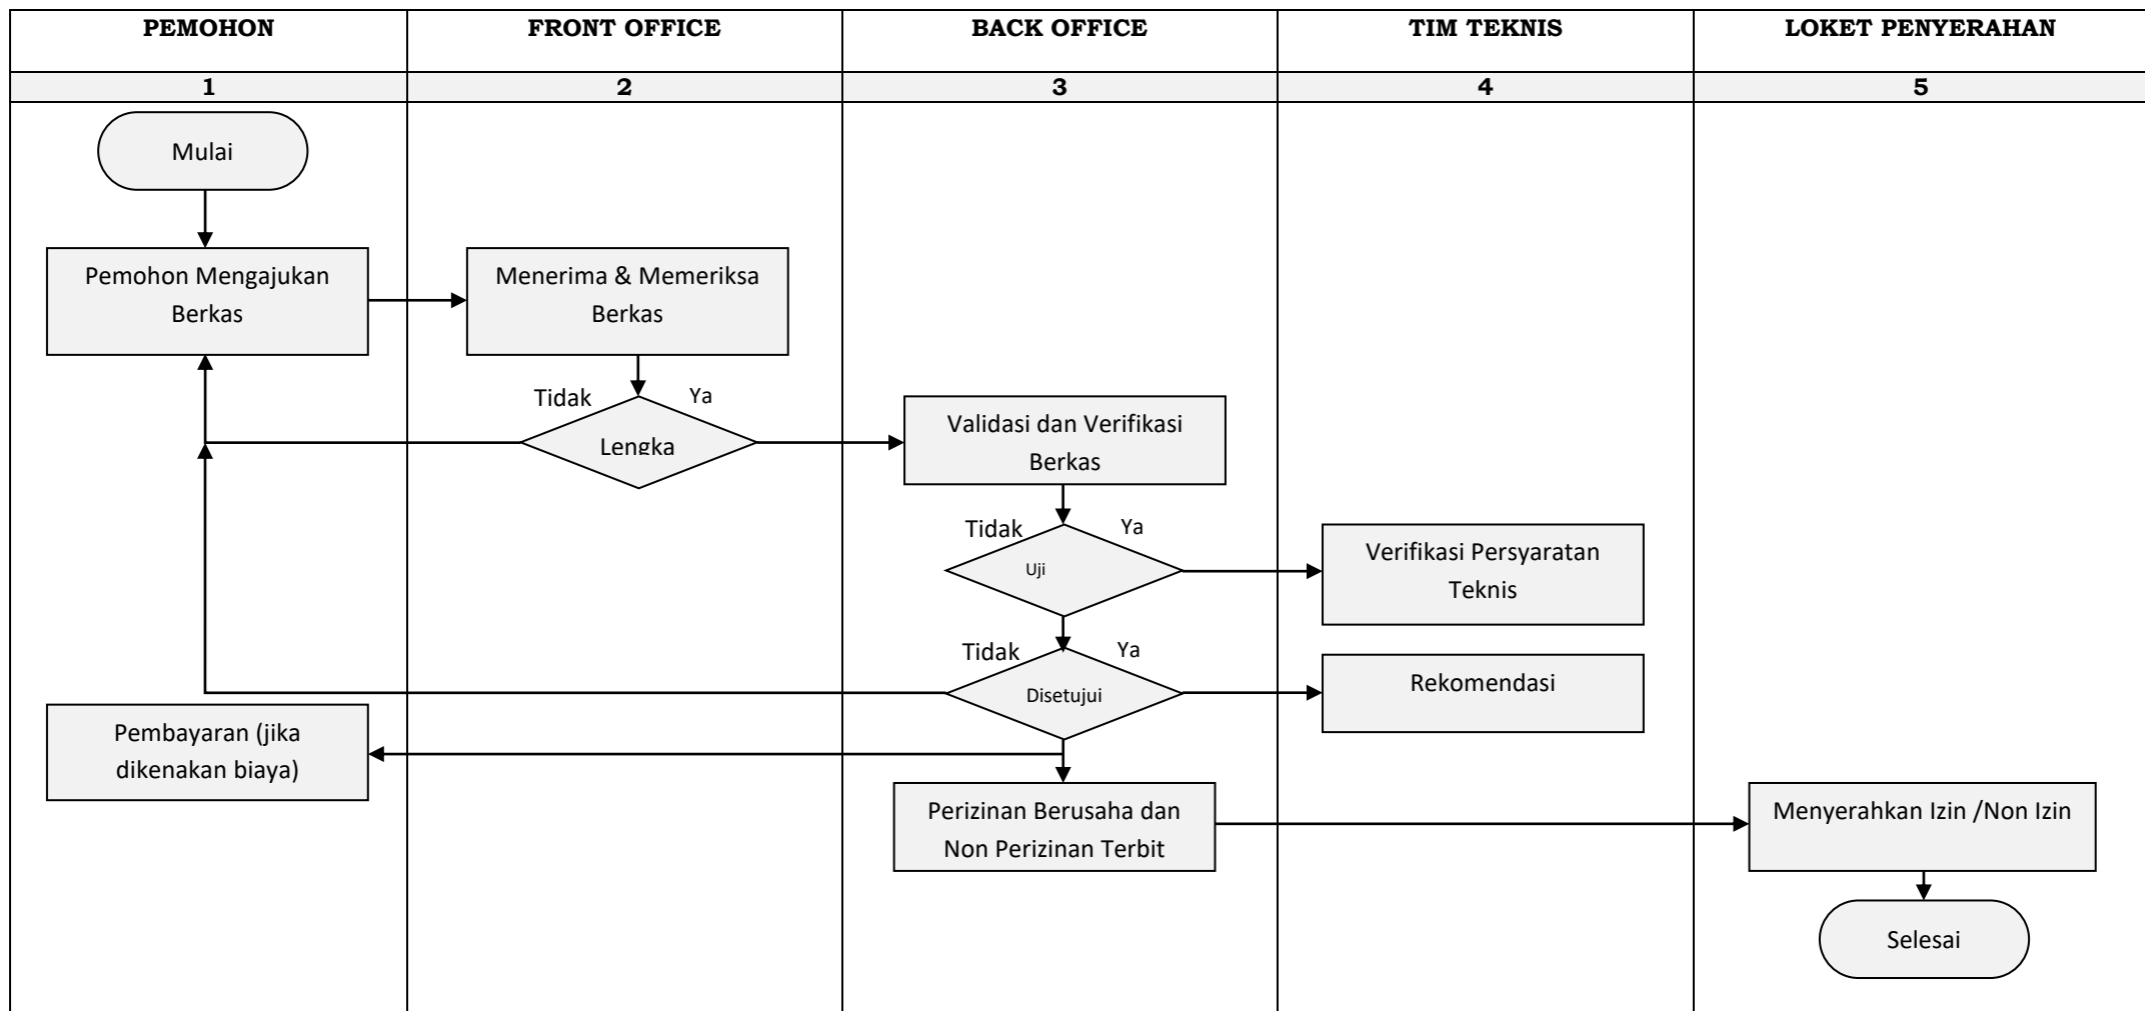 PEMOHON
FRONT OFFICE
BACK OFFICE
TIM TEKNIS
LOKET PENYERAHAN
1
2
3
4
5
Mulai
Pemohon Mengajukan
Berkas
Menerima & Memeriksa
Berkas
Tidak
Ya
Lengka
Validasi dan Verifikasi
Berkas
Tidak
Ya
Uji
Verifikasi Persyaratan
Teknis
Tidak
Ya
Disetujui
Rekomendasi
Pembayaran (jika
dikenakan biaya)
Perizinan Berusaha dan
Non Perizinan Terbit
Menyerahkan Izin /Non Izin
Selesai